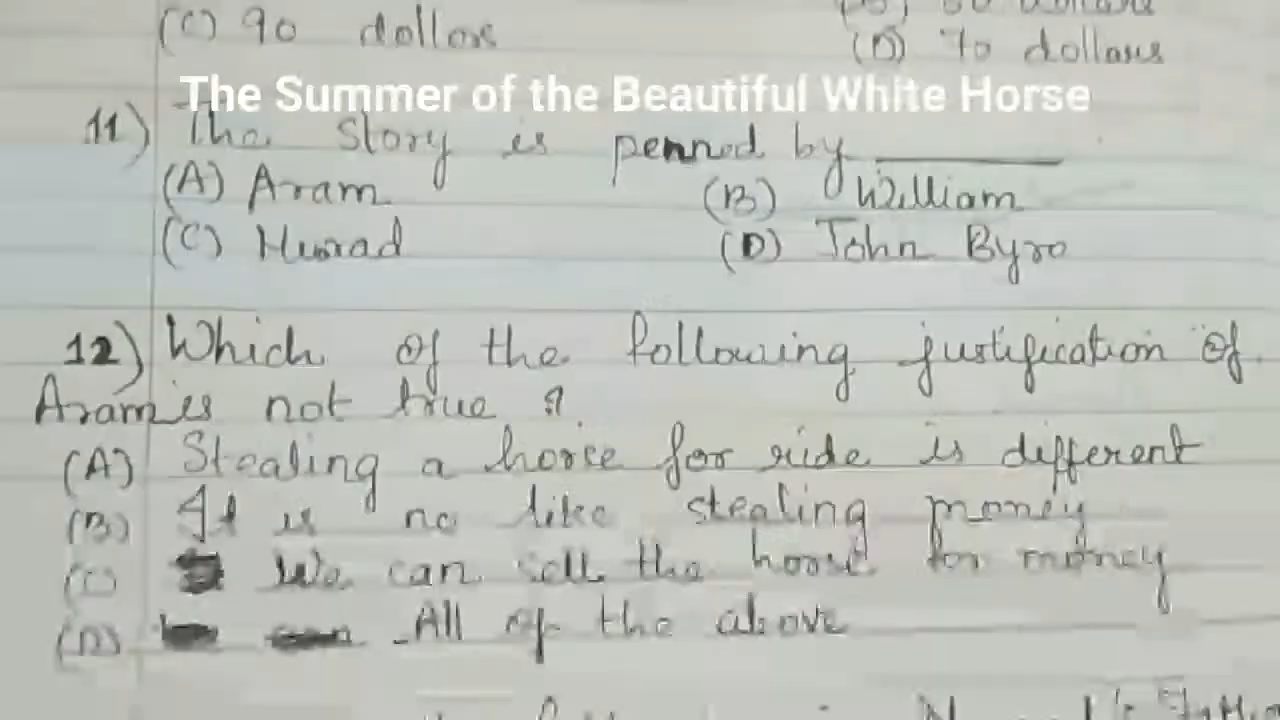 (C) 90 dollars
(D) 70 dollars
The Summer of the Beautiful White Horse
11) The story is penned by ______
(A) Aram (B) William
(C) Murad (D) John Byro
12) Which of the following justification of
Aram is not true ?
(A) Stealing a horse for ride is different
(B) It is no like stealing money
(C) We can sell the horse for money
(D) All of the above